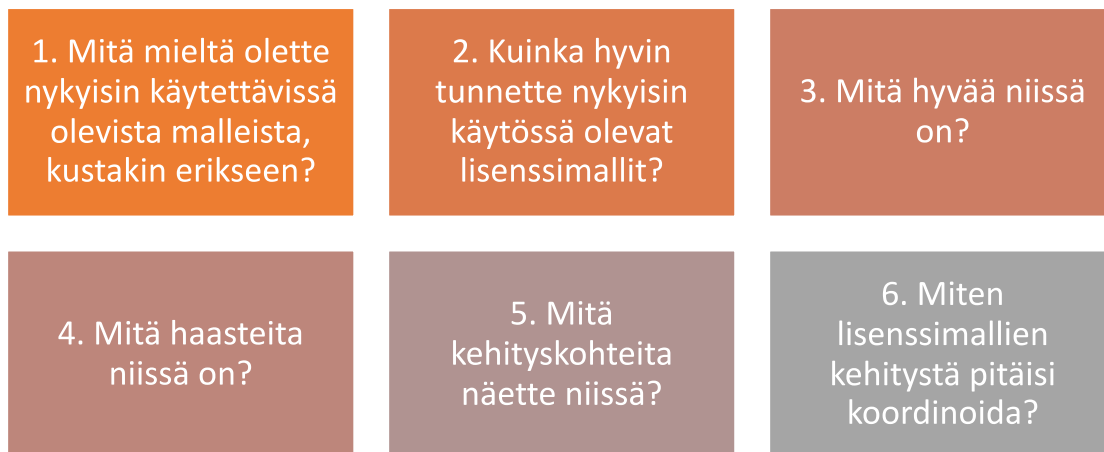 1. Mitä mieltä olette
nykyisin käytettävissä
olevista malleista,
kustakin erikseen?
2. Kuinka hyvin
tunnette nykyisin
käytössä olevat
lisenssimallit?
3. Mitä hyvää niissä
on?
4. Mitä haasteita
niissä on?
5. Mitä
kehityskohteita
näette niissä?
6. Miten
lisenssimallien
kehitystä pitäisi
koordinoida?